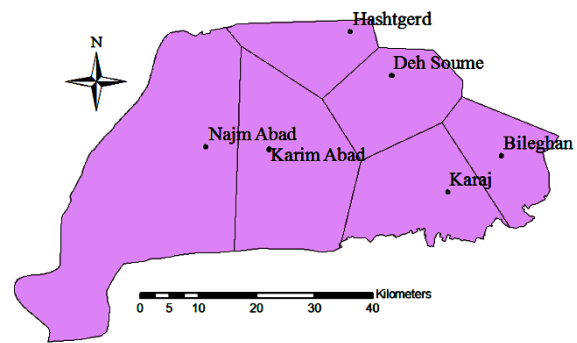 Hashtgerd
N
Deh Soume
Najm Abad
Karim Abad
Bileghan
Karaj
Kilometers
0 5 10 20 30 40